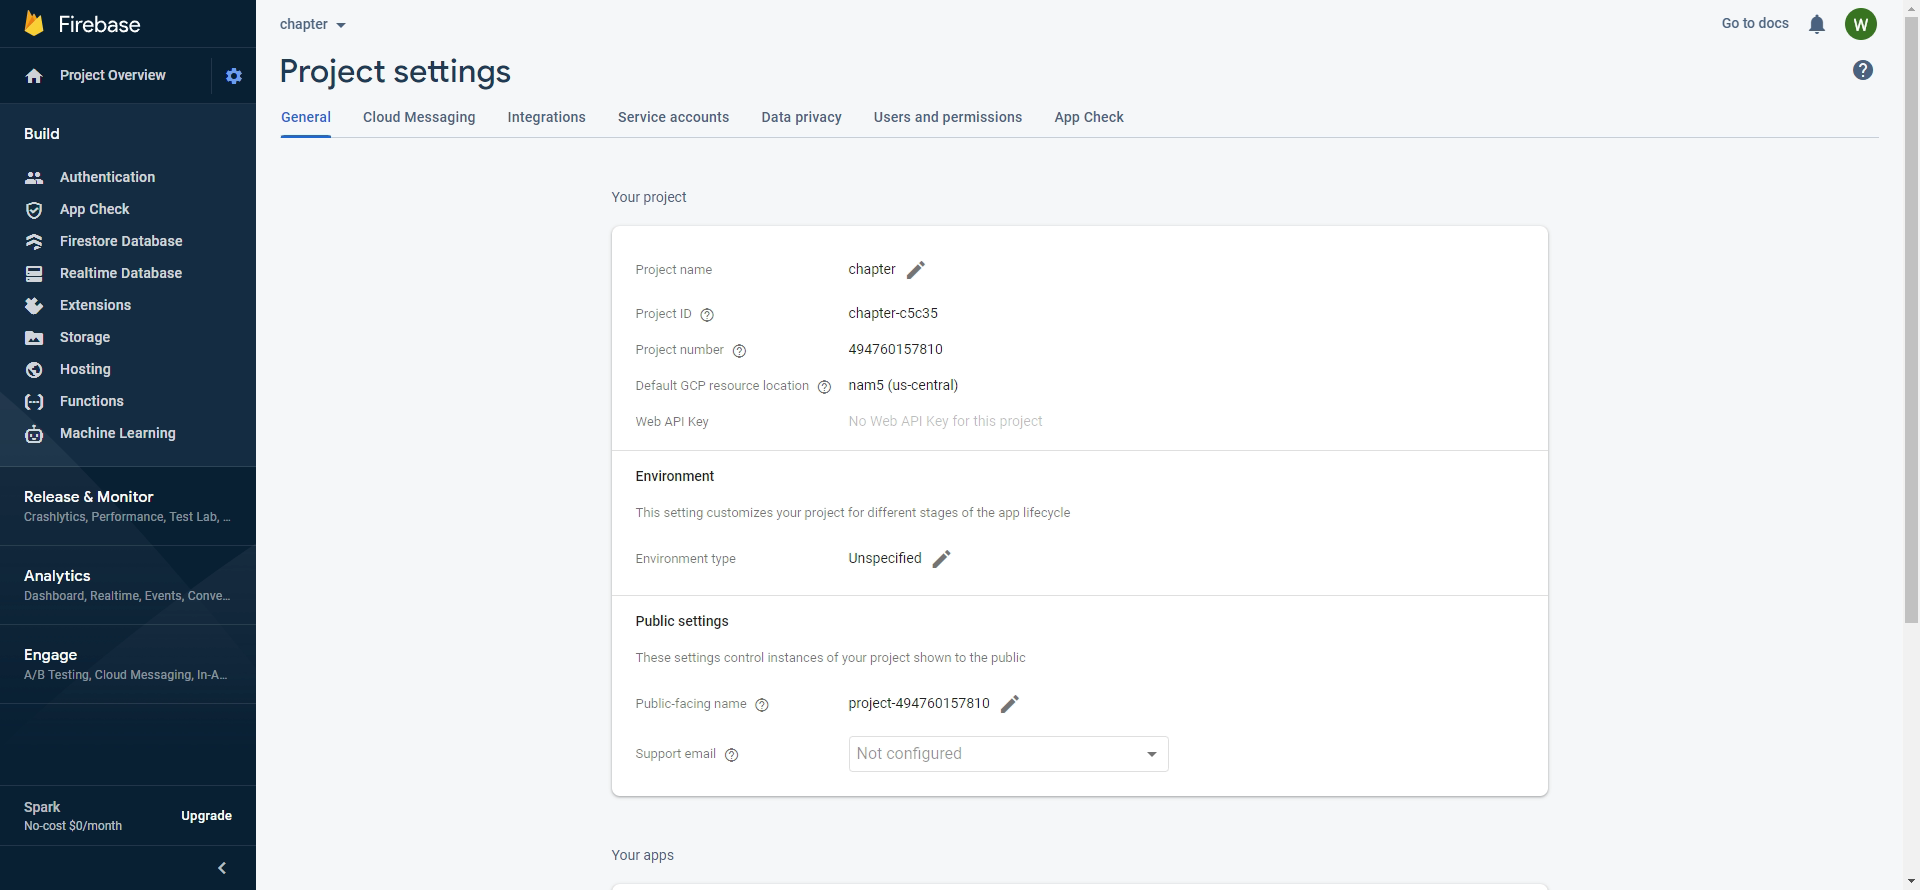 Firebase
Project Overview
Build
Authentication
App Check
Firestore Database
Realtime Database
Extensions
Storage
Hosting
Functions
Machine Learning
Release & Monitor
Crashlytics, Performance, Test Lab, ...
Analytics
Dashboard, Realtime, Events, Conve...
Engage
A/B Testing, Cloud Messaging, In-A...
Spark
No-cost $0/month
Upgrade
chapter
Go to docs
W
Project settings
General Cloud Messaging Integrations Service accounts Data privacy Users and permissions App Check
Your project
Project name chapter
Project ID chapter-c5c35
Project number 494760157810
Default GCP resource location nam5 (us-central)
Web API Key No Web API Key for this project
Environment
This setting customizes your project for different stages of the app lifecycle
Environment type Unspecified
Public settings
These settings control instances of your project shown to the public
Public-facing name project-494760157810
Support email Not configured
Your apps